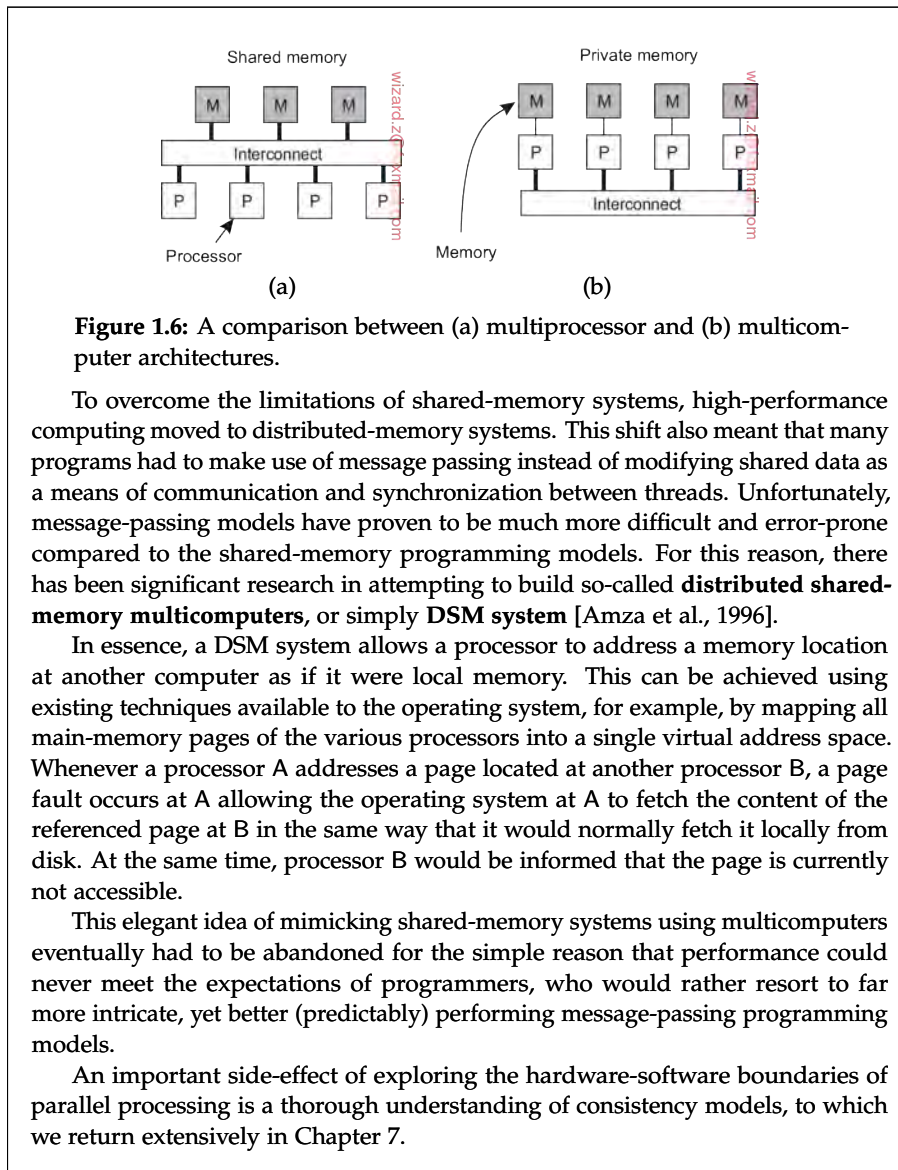 Shared memory
Private memory
M M M
M M M M
Interconnect
P P P P
P P P P
Interconnect
Processor
Memory
(a)
(b)
Figure 1.6: A comparison between (a) multiprocessor and (b) multicom-
puter architectures.
To overcome the limitations of shared-memory systems, high-performance
computing moved to distributed-memory systems. This shift also meant that many
programs had to make use of message passing instead of modifying shared data as
a means of communication and synchronization between threads. Unfortunately,
message-passing models have proven to be much more difficult and error-prone
compared to the shared-memory programming models. For this reason, there
has been significant research in attempting to build so-called distributed shared-
memory multicomputers, or simply DSM system [Amza et al., 1996].
In essence, a DSM system allows a processor to address a memory location
at another computer as if it were local memory. This can be achieved using
existing techniques available to the operating system, for example, by mapping all
main-memory pages of the various processors into a single virtual address space.
Whenever a processor A addresses a page located at another processor B, a page
fault occurs at A allowing the operating system at A to fetch the content of the
referenced page at B in the same way that it would normally fetch it locally from
disk. At the same time, processor B would be informed that the page is currently
not accessible.
This elegant idea of mimicking shared-memory systems using multicomputers
eventually had to be abandoned for the simple reason that performance could
never meet the expectations of programmers, who would rather resort to far
more intricate, yet better (predictably) performing message-passing programming
models.
An important side-effect of exploring the hardware-software boundaries of
parallel processing is a thorough understanding of consistency models, to which
we return extensively in Chapter 7.